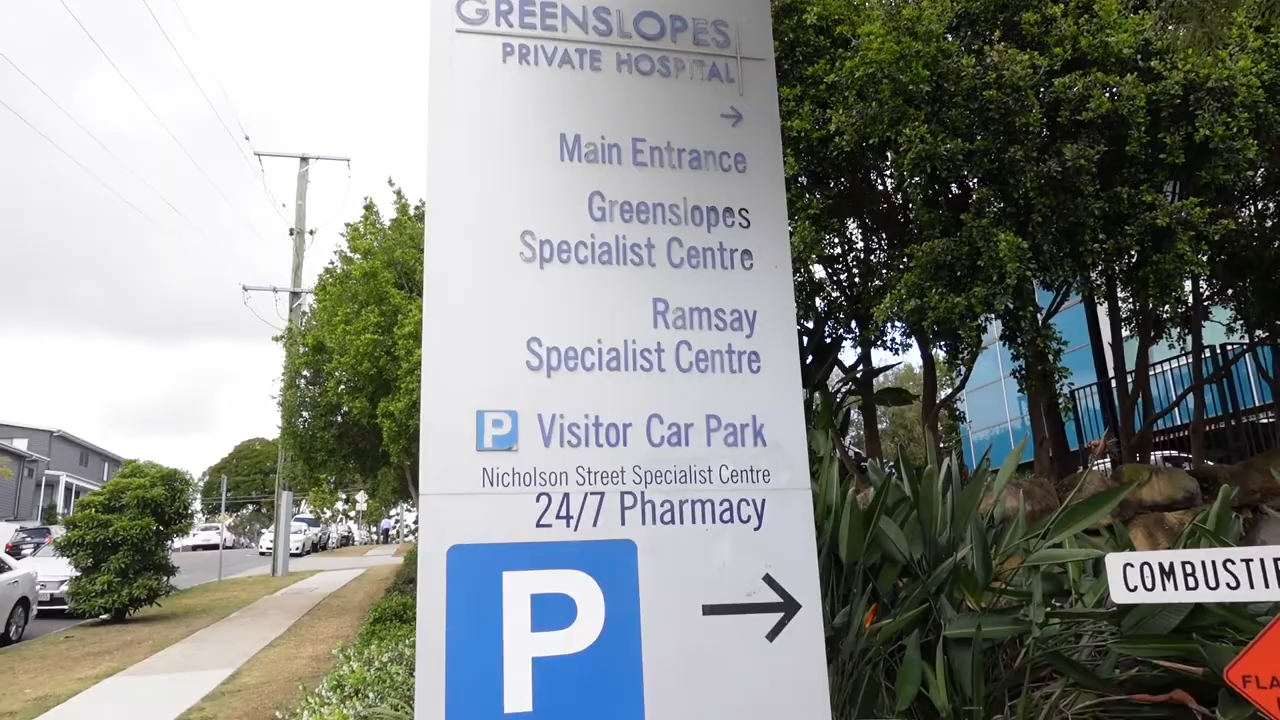 GREENSLOPES
PRIVATE HOSPITAL
→
Main Entrance
Greenslopes
Specialist Centre
Ramsay
Specialist Centre
P Visitor Car Park
Nicholson Street Specialist Centre
24/7 Pharmacy
P →